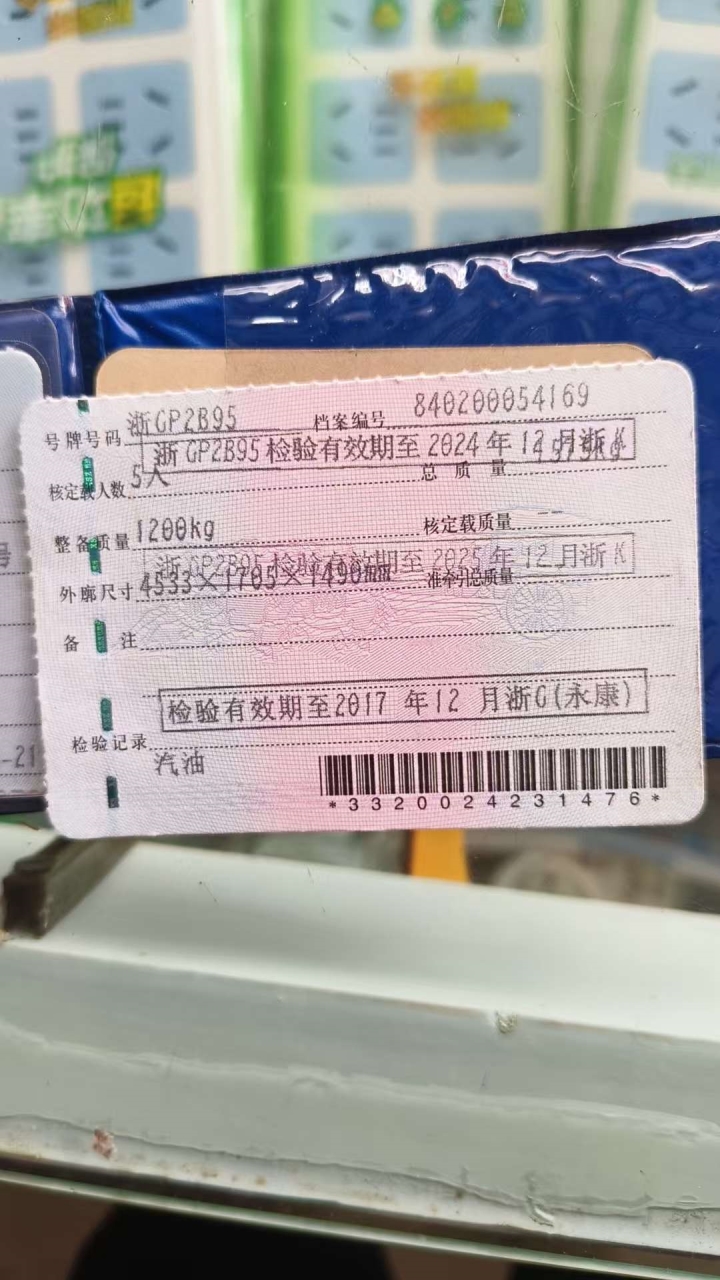 号牌号码 浙GP2B95 档案编号 840200054169
浙GP2B95检验有效期至2024年12月浙K
核定载人数 5人 总质量
整备质量 1200kg 核定载质量 --
浙GP2B95检验有效期至2025年12月浙K
外廓尺寸 4533×1705×1490mm 准牵引总质量
备注
检验有效期至2017年12月浙G(永康)
检验记录
汽油
*3320024231476*
-21
号